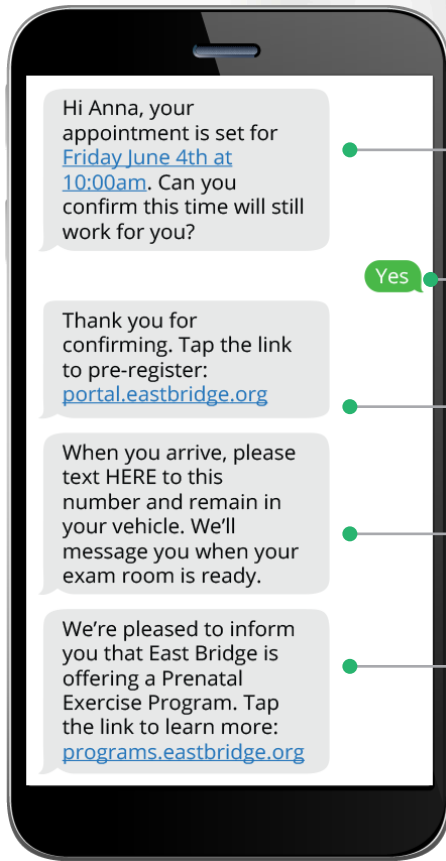 Hi Anna, your
appointment is set for
Friday June 4th at
10:00am. Can you
confirm this time will still
work for you?
Yes
Thank you for
confirming. Tap the link
to pre-register:
portal.eastbridge.org
When you arrive, please
text HERE to this
number and remain in
your vehicle. We’ll
message you when your
exam room is ready.
We’re pleased to inform
you that East Bridge is
offering a Prenatal
Exercise Program. Tap
the link to learn more:
programs.eastbridge.org